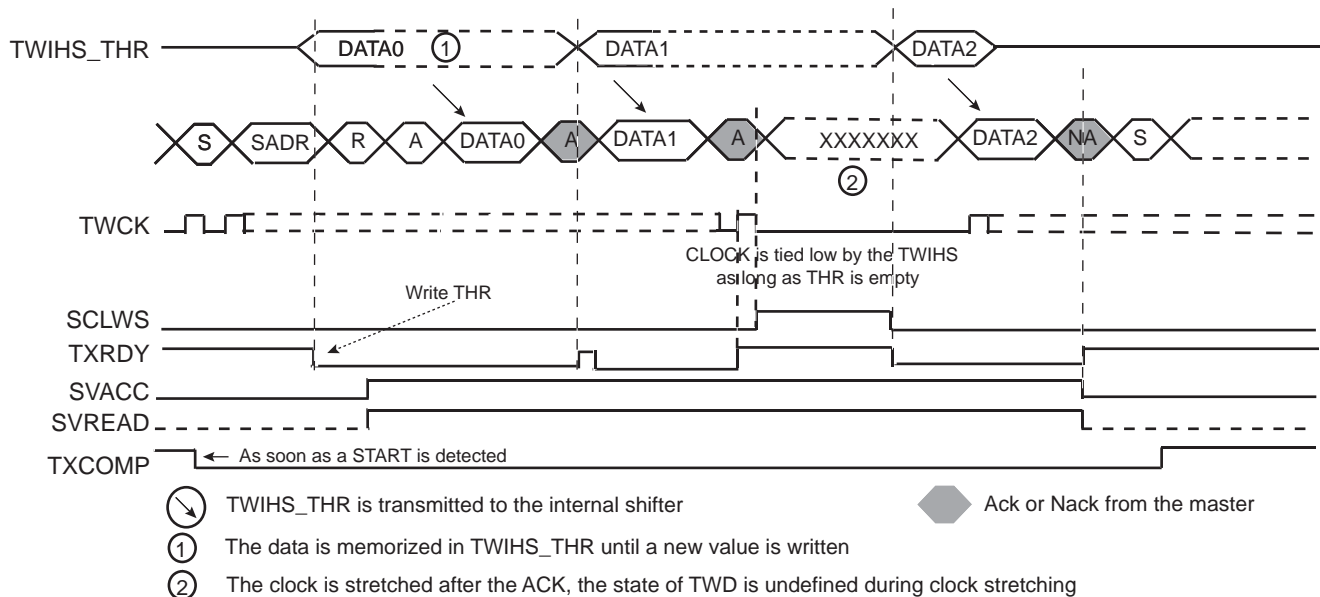 TWIHS_THR DATA0 1 DATA1 DATA2
S SADR R A DATA0 A DATA1 A XXXXXXX DATA2 NA S
2
TWCK
CLOCK is tied low by the TWIHS
as long as THR is empty
Write THR
SCLWS
TXRDY
SVACC
SVREAD
TXCOMP As soon as a START is detected
TWIHS_THR is transmitted to the internal shifter Ack or Nack from the master
1 The data is memorized in TWIHS_THR until a new value is written
2 The clock is stretched after the ACK, the state of TWD is undefined during clock stretching